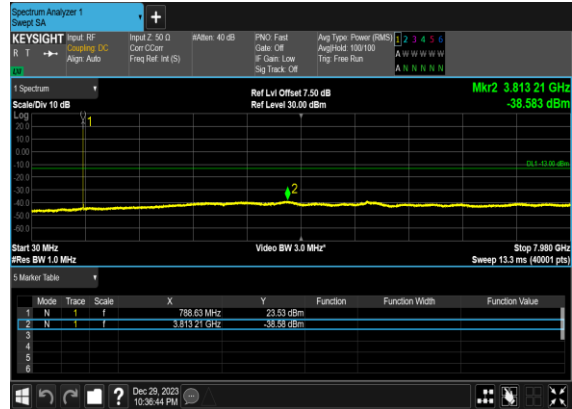 Spectrum Analyzer 1
Swept SA
+
KEYSIGHT Input: RF Input Z: 50 Ω #Atten: 40 dB PNO: Fast Avg Type: Power (RMS) 1 2 3 4 5 6
R T Coupling: DC Corr CCorr Gate: Off Avg|Hold: 100/100 A W W W W W
Align: Auto Freq Ref: Int (S) IF Gain: Low Trig: Free Run
Sig Track: Off A N N N N N
1 Spectrum Ref Lvl Offset 7.50 dB Mkr2 3.813 21 GHz
Scale/Div 10 dB Ref Level 30.00 dBm -38.583 dBm
Log
1
20.0
10.0
0.00
-10.0 DL1 -13.00 dBm
-20.0
-30.0 2
-40.0
-50.0
-60.0
Start 30 MHz Video BW 3.0 MHz* Stop 7.980 GHz
#Res BW 1.0 MHz Sweep 13.3 ms (40001 pts)
5 Marker Table
Mode Trace Scale X Y Function Function Width Function Value
1 N 1 f 788.63 MHz 23.53 dBm
2 N 1 f 3.813 21 GHz -38.58 dBm
3
4
5
6
? Dec 29, 2023
10:36:44 PM